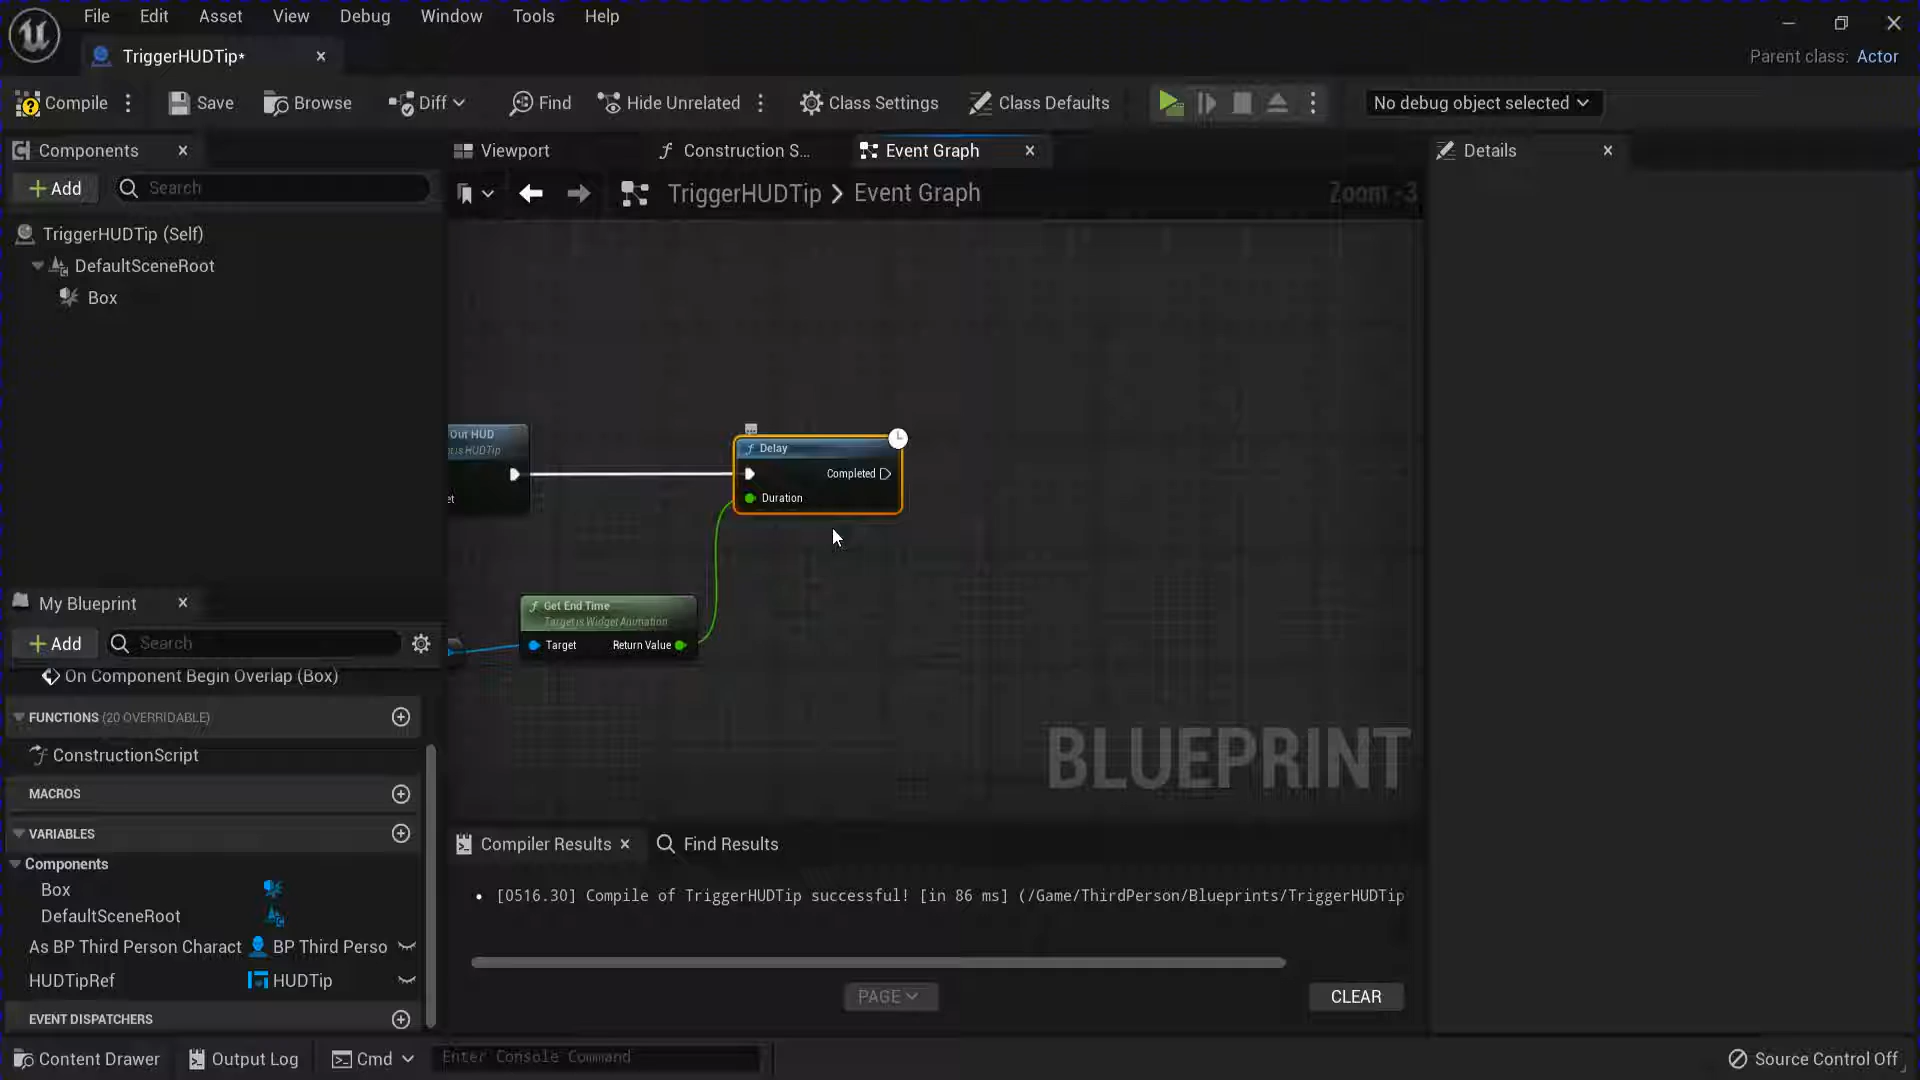 File Edit Asset View Debug Window Tools Help
TriggerHUDTip*
Parent class: Actor
Compile Save Browse Diff Find Hide Unrelated Class Settings Class Defaults No debug object selected
Components Viewport Construction S... Event Graph Details
Add Search
TriggerHUDTip > Event Graph Zoom -3
TriggerHUDTip (Self)
DefaultSceneRoot
Box
Out HUD
is HUDTip
et
Delay
Completed
Duration
Get End Time
Target is Widget Animation
Target Return Value
BLUEPRINT
My Blueprint
Add Search
On Component Begin Overlap (Box)
FUNCTIONS (20 OVERRIDABLE)
ConstructionScript
MACROS
VARIABLES
Components
Box
DefaultSceneRoot
As BP Third Person Charact BP Third Perso
HUDTipRef HUDTip
EVENT DISPATCHERS
Compiler Results Find Results
[0516.30] Compile of TriggerHUDTip successful! [in 86 ms] (/Game/ThirdPerson/Blueprints/TriggerHUDTip
PAGE CLEAR
Content Drawer Output Log Cmd Enter Console Command Source Control Off